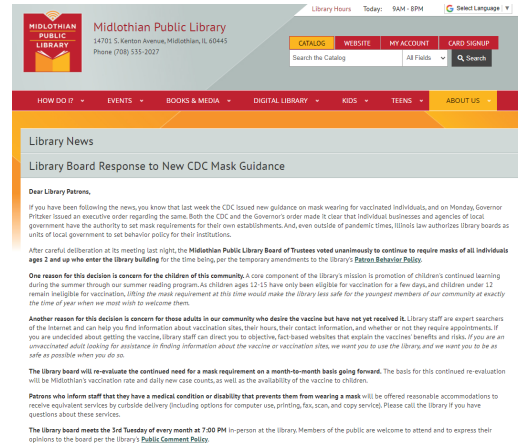 Library Hours Today: 9AM - 8PM
Select Language ▼
MIDLOTHIAN
PUBLIC
LIBRARY
Midlothian Public Library
14701 S. Kenton Avenue, Midlothian, IL 60445
Phone (708) 535-2027
CATALOG WEBSITE MY ACCOUNT CARD SIGNUP
Search the Catalog All Fields Search
HOW DO I? EVENTS BOOKS & MEDIA DIGITAL LIBRARY KIDS TEENS ABOUT US
Library News
Library Board Response to New CDC Mask Guidance
Dear Library Patrons,
If you have been following the news, you know that last week the CDC issued new guidance on mask wearing for vaccinated individuals, and on Monday, Governor
Pritzker issued an executive order regarding the same. Both the CDC and the Governor's order made it clear that individual businesses and agencies of local
government have the authority to set mask requirements for their own establishments. And, even outside of pandemic times, Illinois law authorizes library boards as
units of local government to set behavior policy for their institutions.
After careful deliberation at its meeting last night, the Midlothian Public Library Board of Trustees voted unanimously to continue to require masks of all individuals
ages 2 and up who enter the library building for the time being, per the temporary amendments to the library's Patron Behavior Policy.
One reason for this decision is concern for the children of this community. A core component of the library's mission is promotion of children's continued learning
during the summer through our summer reading program. As children ages 12-15 have only been eligible for vaccination for a few days, and children under 12
remain ineligible for vaccination, lifting the mask requirement at this time would make the library less safe for the youngest members of our community at exactly
the time of year when we most wish to welcome them.
Another reason for this decision is concern for those adults in our community who desire the vaccine but have not yet received it. Library staff are expert searchers
of the Internet and can help you find information about vaccination sites, their hours, their contact information, and whether or not they require appointments. If
you are undecided about getting the vaccine, library staff can direct you to objective, fact-based websites that explain the vaccines' benefits and risks. If you are an
unvaccinated adult looking for assistance in finding information about the vaccine or vaccination sites, we want you to use the library, and we want you to be as
safe as possible when you do so.
The library board will re-evaluate the continued need for a mask requirement on a month-to-month basis going forward. The basis for this continued re-evaluation
will be Midlothian's vaccination rate and daily new case counts, as well as the availability of the vaccine to children.
Patrons who inform staff that they have a medical condition or disability that prevents them from wearing a mask will be offered reasonable accommodations to
receive equivalent services by curbside delivery (including options for computer use, printing, fax, scan, and copy service). Please call the library if you have
questions about these services.
The library board meets the 3rd Tuesday of every month at 7:00 PM in-person at the library. Members of the public are welcome to attend and to express their
opinions to the board per the library's Public Comment Policy.